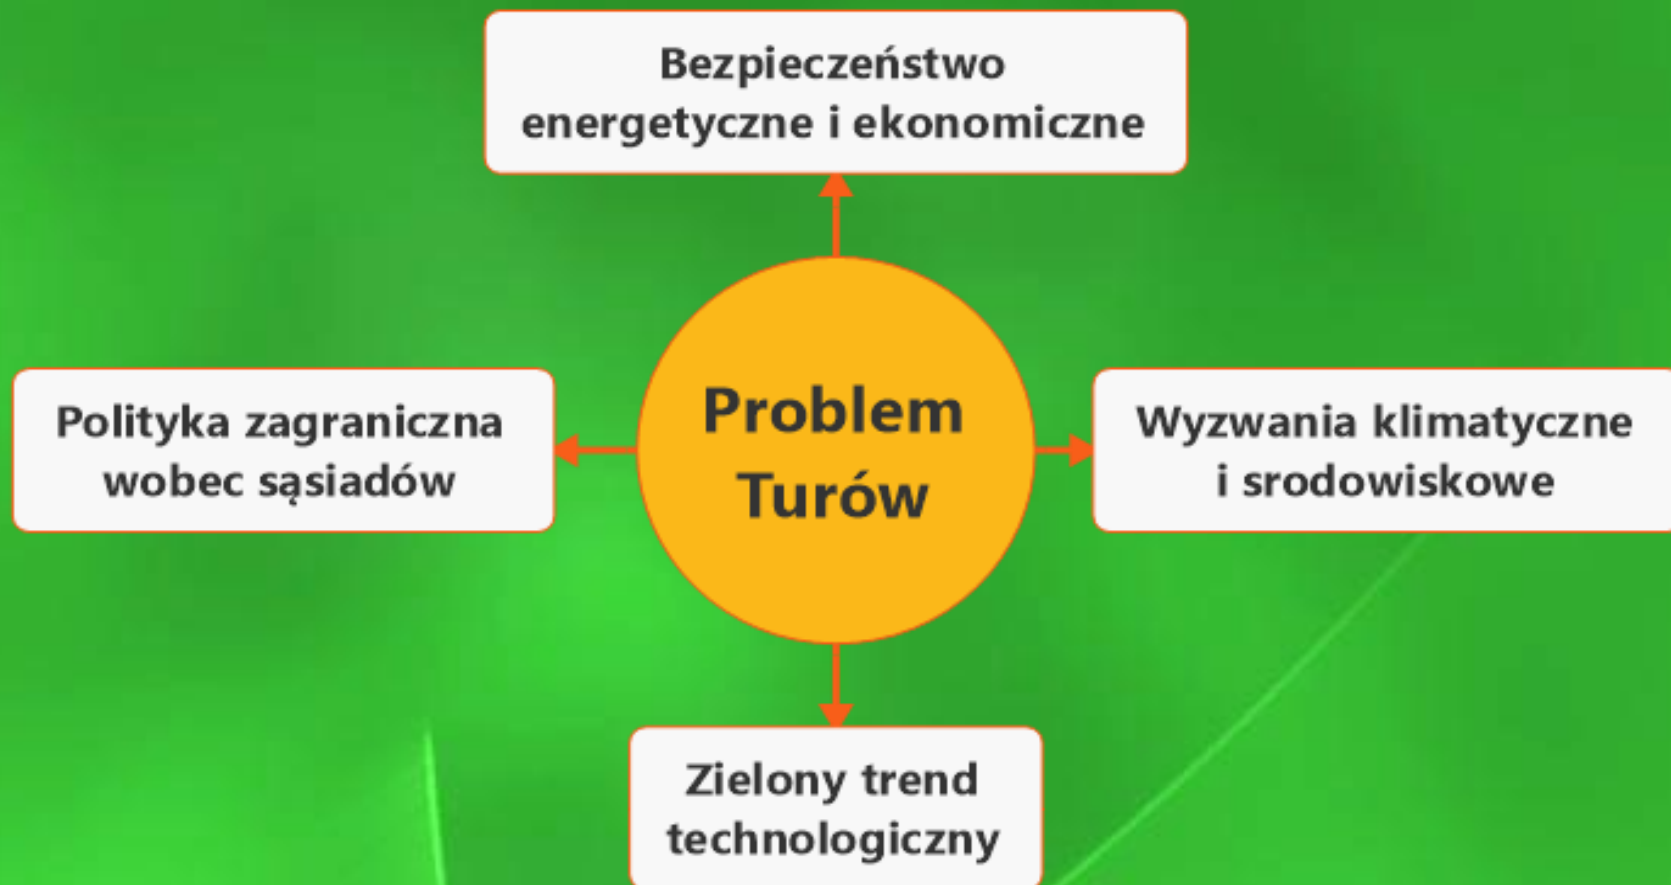 Bezpieczeństwo
energetyczne i ekonomiczne
Polityka zagraniczna
wobec sąsiadów
Problem
Turów
Wyzwania klimatyczne
i srodowiskowe
Zielony trend
technologiczny